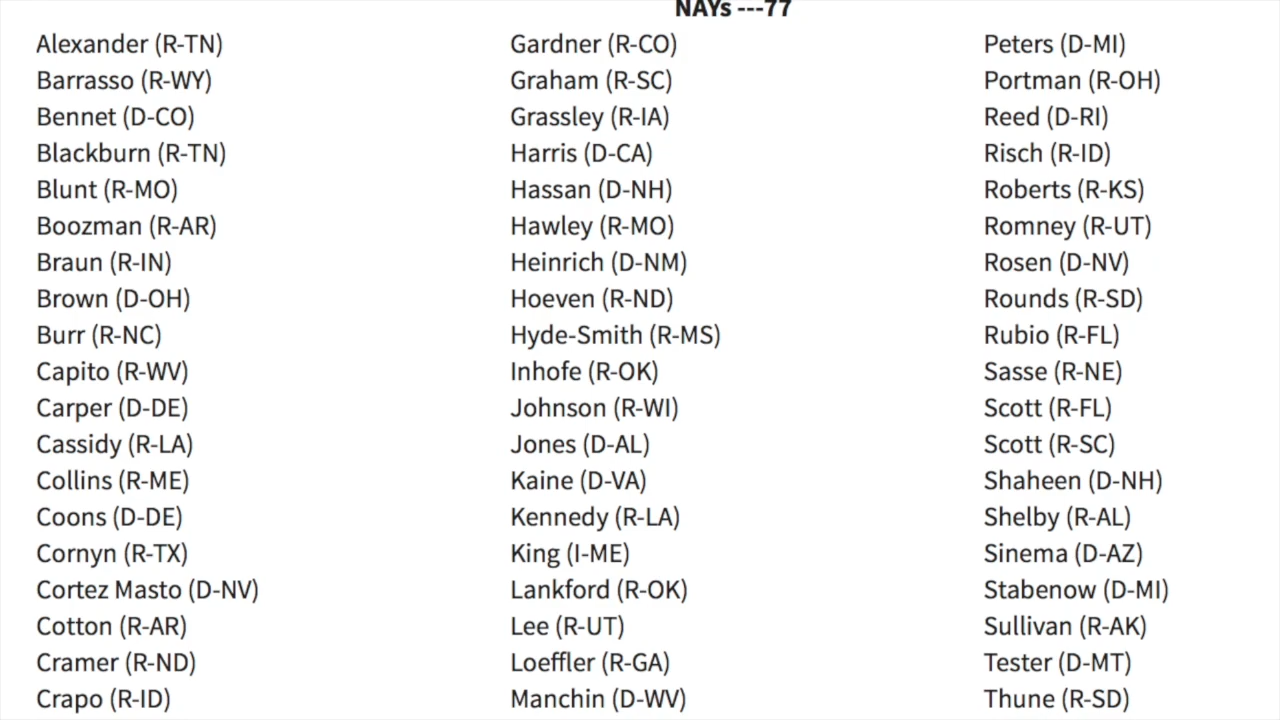 NAYs ---77
Alexander (R-TN)
Barrasso (R-WY)
Bennet (D-CO)
Blackburn (R-TN)
Blunt (R-MO)
Boozman (R-AR)
Braun (R-IN)
Brown (D-OH)
Burr (R-NC)
Capito (R-WV)
Carper (D-DE)
Cassidy (R-LA)
Collins (R-ME)
Coons (D-DE)
Cornyn (R-TX)
Cortez Masto (D-NV)
Cotton (R-AR)
Cramer (R-ND)
Crapo (R-ID)
Gardner (R-CO)
Graham (R-SC)
Grassley (R-IA)
Harris (D-CA)
Hassan (D-NH)
Hawley (R-MO)
Heinrich (D-NM)
Hoeven (R-ND)
Hyde-Smith (R-MS)
Inhofe (R-OK)
Johnson (R-WI)
Jones (D-AL)
Kaine (D-VA)
Kennedy (R-LA)
King (I-ME)
Lankford (R-OK)
Lee (R-UT)
Loeffler (R-GA)
Manchin (D-WV)
Peters (D-MI)
Portman (R-OH)
Reed (D-RI)
Risch (R-ID)
Roberts (R-KS)
Romney (R-UT)
Rosen (D-NV)
Rounds (R-SD)
Rubio (R-FL)
Sasse (R-NE)
Scott (R-FL)
Scott (R-SC)
Shaheen (D-NH)
Shelby (R-AL)
Sinema (D-AZ)
Stabenow (D-MI)
Sullivan (R-AK)
Tester (D-MT)
Thune (R-SD)